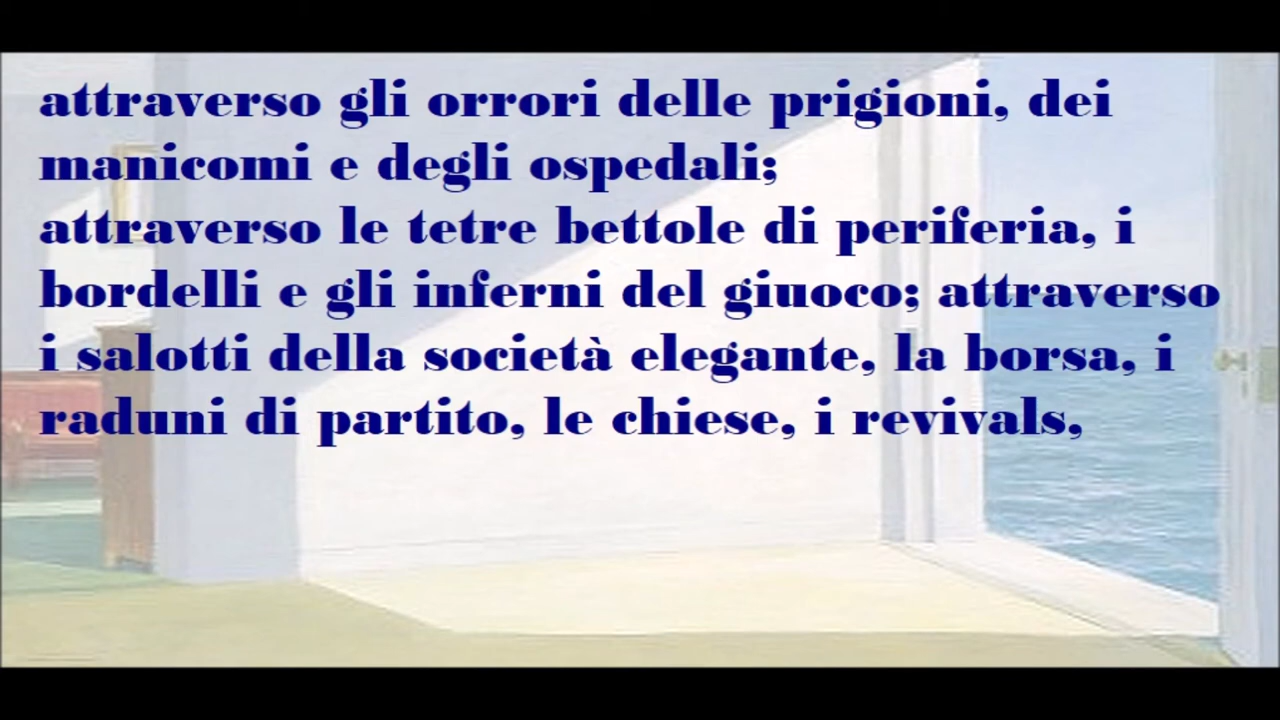 attraverso gli orrori delle prigioni, dei
manicomi e degli ospedali;
attraverso le tetre bettole di periferia, i
bordelli e gli inferni del giuoco; attraverso
i salotti della società elegante, la borsa, i
raduni di partito, le chiese, i revivals,